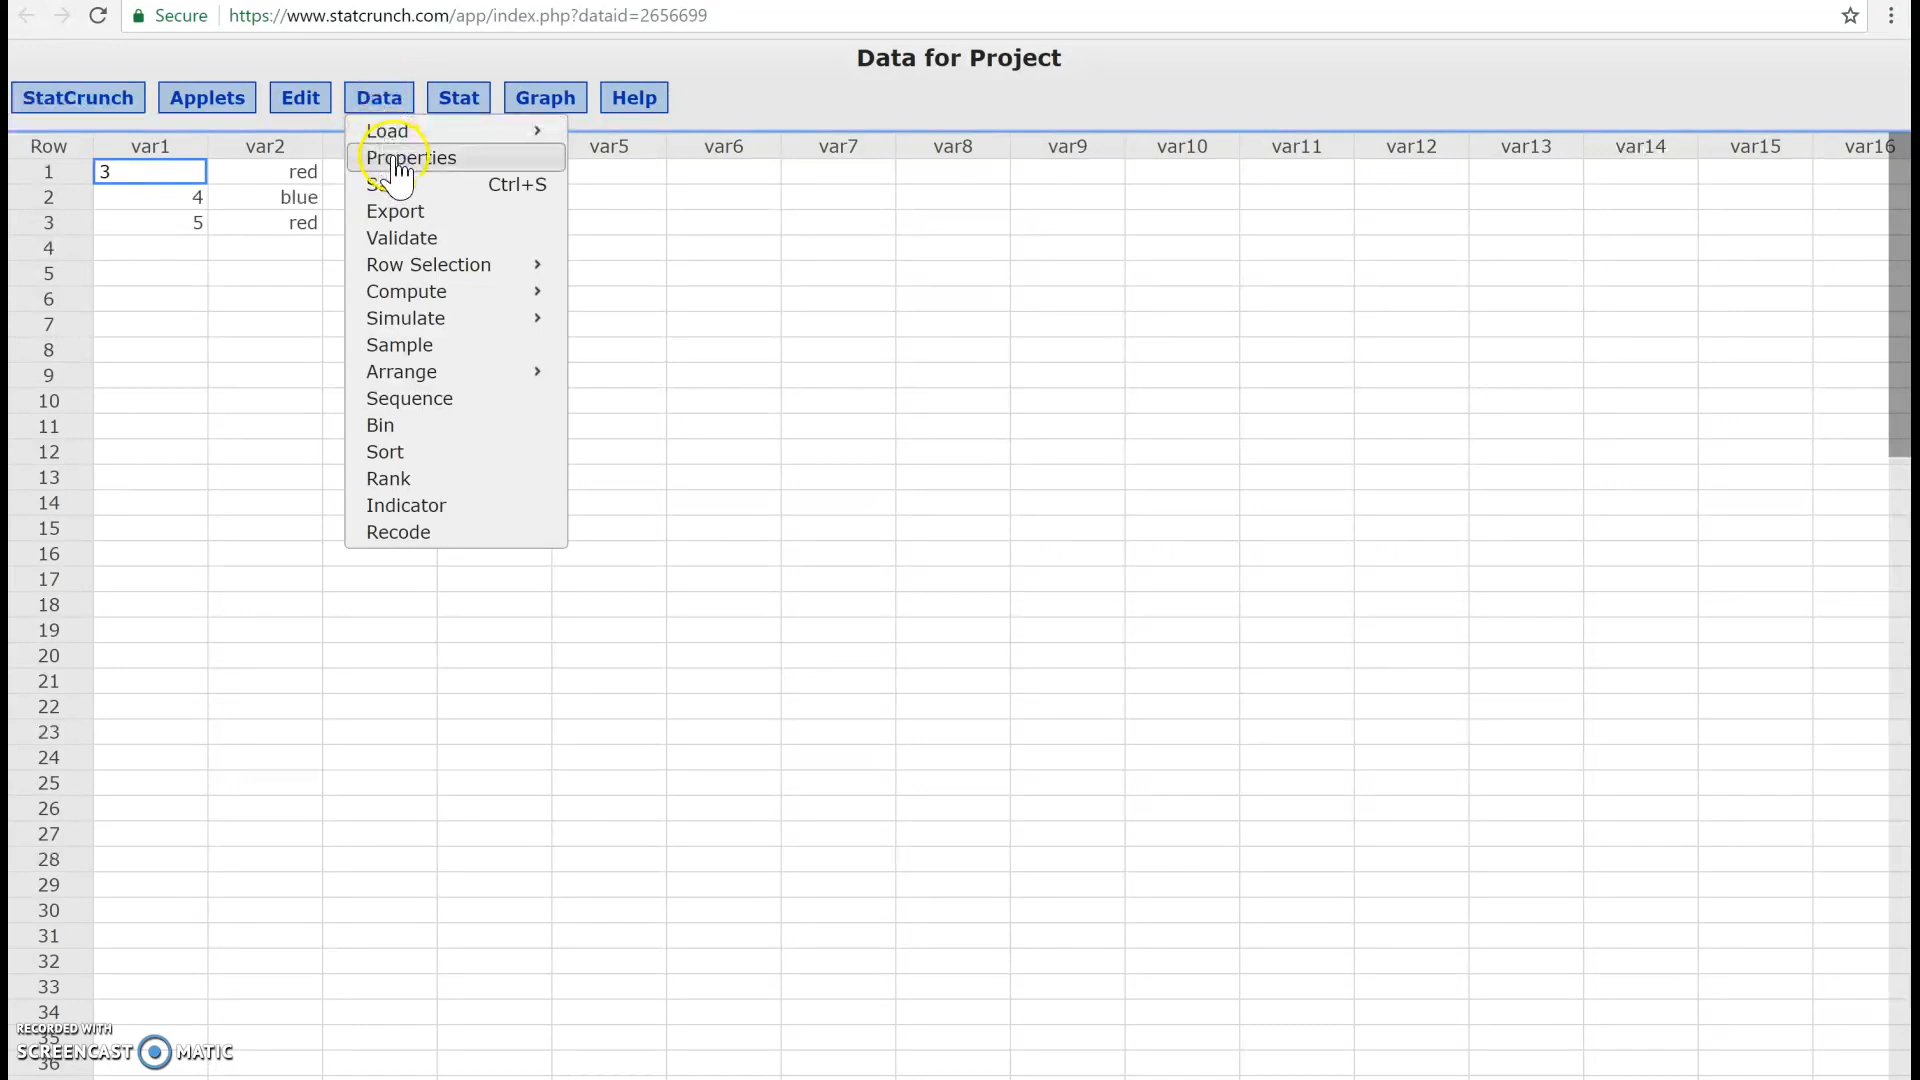 Secure https://www.statcrunch.com/app/index.php?dataid=2656699
Data for Project
StatCrunch Applets Edit Data Stat Graph Help
Load
Properties
Ctrl+S
Export
Validate
Row Selection
Compute
Simulate
Sample
Arrange
Sequence
Bin
Sort
Rank
Indicator
Recode
Row var1 var2 var5 var6 var7 var8 var9 var10 var11 var12 var13 var14 var15 var16
1 3 red
2 4 blue
3 5 red
4
5
6
7
8
9
10
11
12
13
14
15
16
17
18
19
20
21
22
23
24
25
26
27
28
29
30
31
32
33
34
35
36
RECORDED WITH
SCREENCAST MATIC